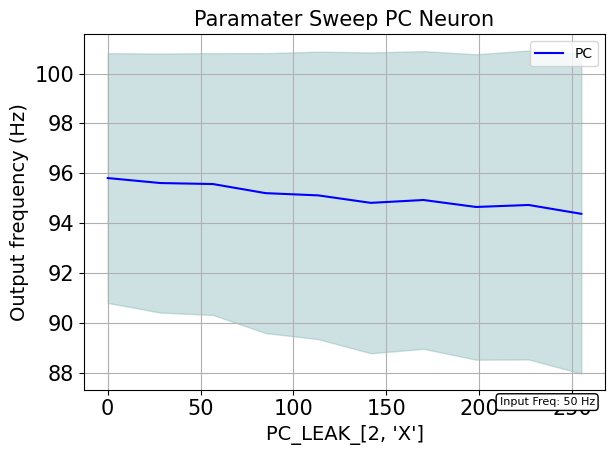 Paramater Sweep PC Neuron
PC
Output frequency (Hz)
100
98
96
94
92
90
88
0 50 100 150 200 250
Input Freq: 50 Hz
PC_LEAK_[2, 'X']